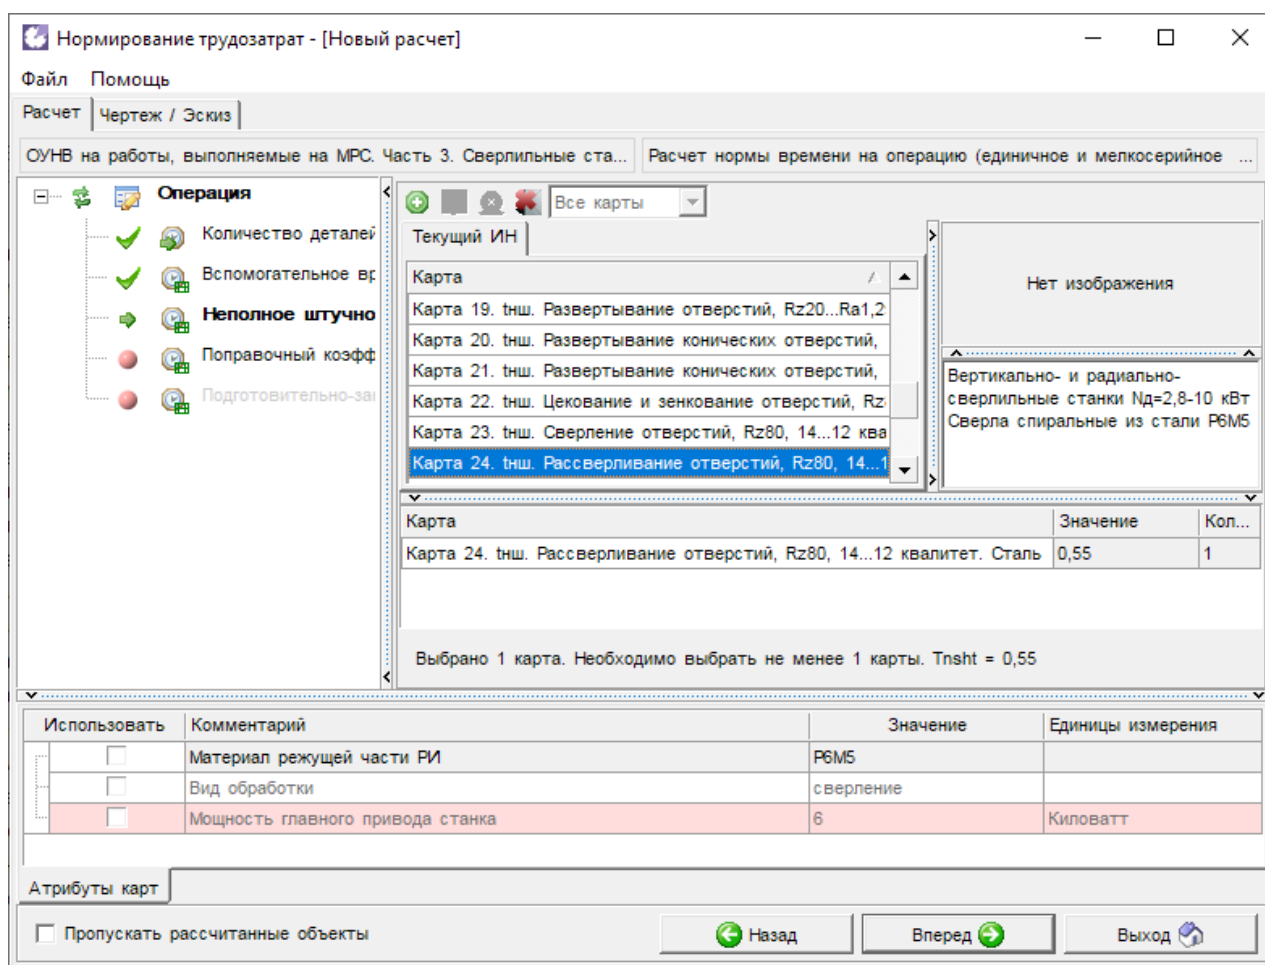 Нормирование трудозатрат - [Новый расчет]
Файл Помощь
Расчет Чертеж / Эскиз
ОУНВ на работы, выполняемые на МРС. Часть 3. Сверлильные ста... Расчет нормы времени на операцию (единичное и мелкосерийное ...
Операция
Количество деталей
Вспомогательное вр
Неполное штучно
Поправочный коэфф
Подготовительно-за
Все карты
Текущий ИН
Карта
Карта 19. tнш. Развертывание отверстий, Rz20...Ra1,2
Карта 20. tнш. Развертывание конических отверстий,
Карта 21. tнш. Развертывание конических отверстий,
Карта 22. tнш. Цекование и зенкование отверстий, Rz
Карта 23. tнш. Сверление отверстий, Rz80, 14...12 ква
Карта 24. tнш. Рассверливание отверстий, Rz80, 14...1
Нет изображения
Вертикально- и радиально-
сверлильные станки Nд=2,8-10 кВт
Сверла спиральные из стали Р6М5
Карта Значение Кол...
Карта 24. tнш. Рассверливание отверстий, Rz80, 14...12 квалитет. Сталь 0,55 1
Выбрано 1 карта. Необходимо выбрать не менее 1 карты. Tnsht = 0,55
Использовать Комментарий Значение Единицы измерения
Материал режущей части РИ Р6М5
Вид обработки сверление
Мощность главного привода станка 6 Киловатт
Атрибуты карт
Пропускать рассчитанные объекты Назад Вперед Выход